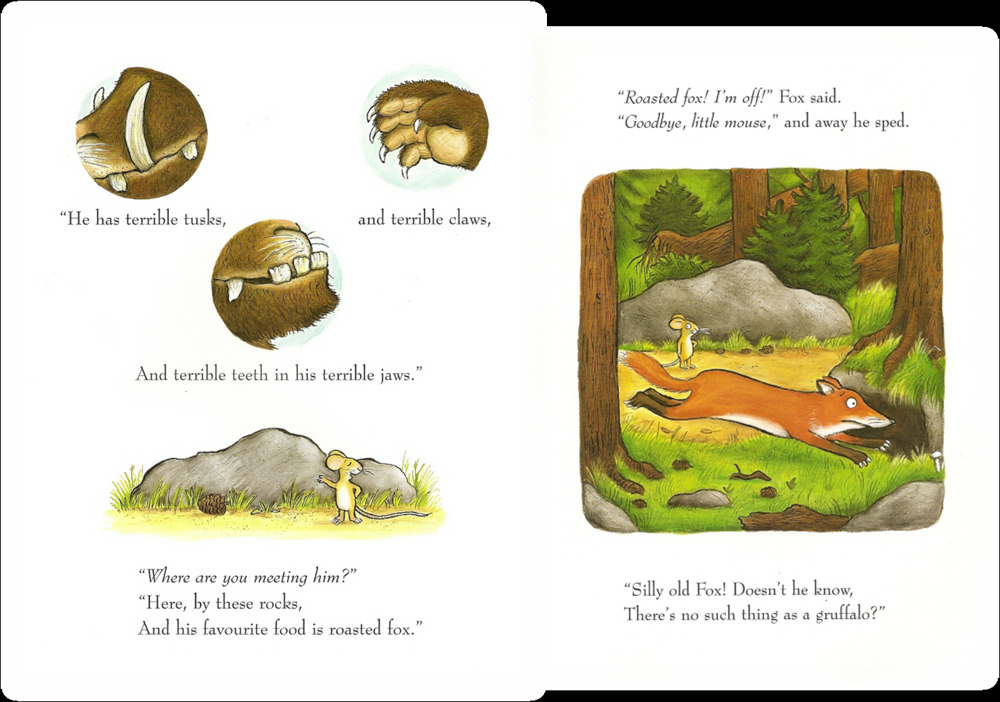 “He has terrible tusks,
and terrible claws,
And terrible teeth in his terrible jaws.”
“Where are you meeting him?”
“Here, by these rocks,
And his favourite food is roasted fox.”
“Roasted fox! I’m off!” Fox said.
“Goodbye, little mouse,” and away he sped.
“Silly old Fox! Doesn’t he know,
There’s no such thing as a gruffalo?”